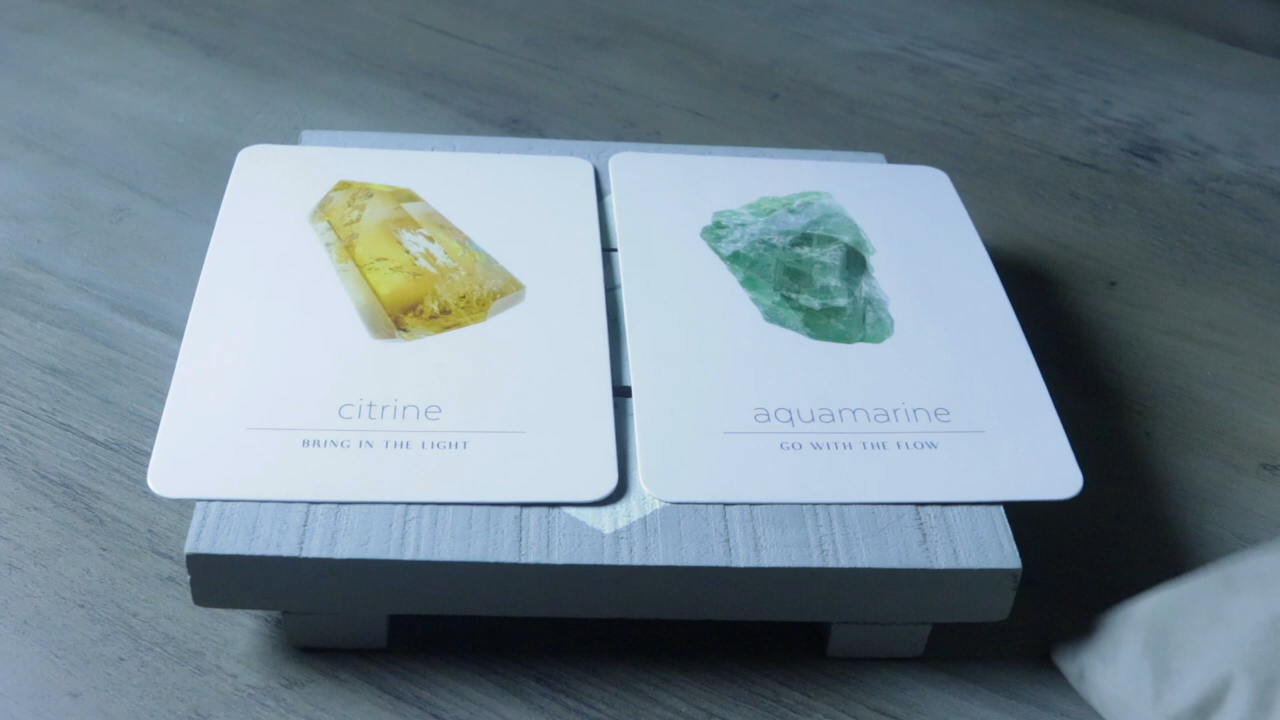 citrine
BRING IN THE LIGHT
aquamarine
GO WITH THE FLOW